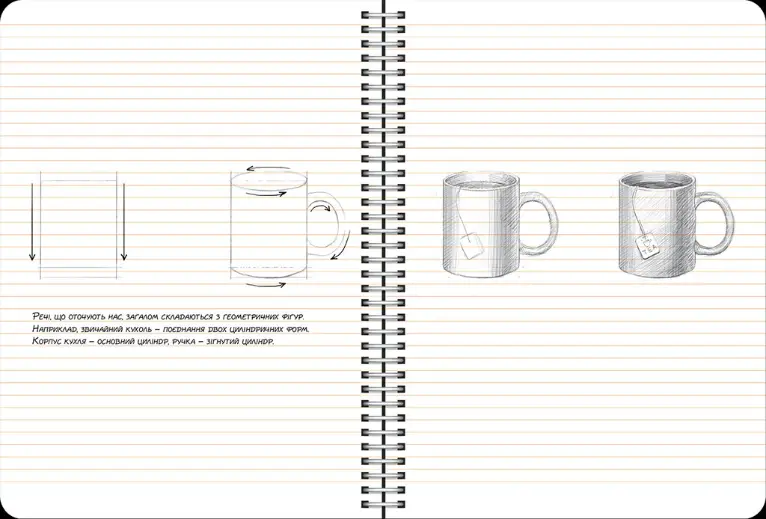 Речі, що оточують нас, загалом складаються з геометричних фігур.
Наприклад, звичайний кухоль – поєднання двох циліндричних форм.
Корпус кухля – основний циліндр, ручка – зігнутий циліндр.